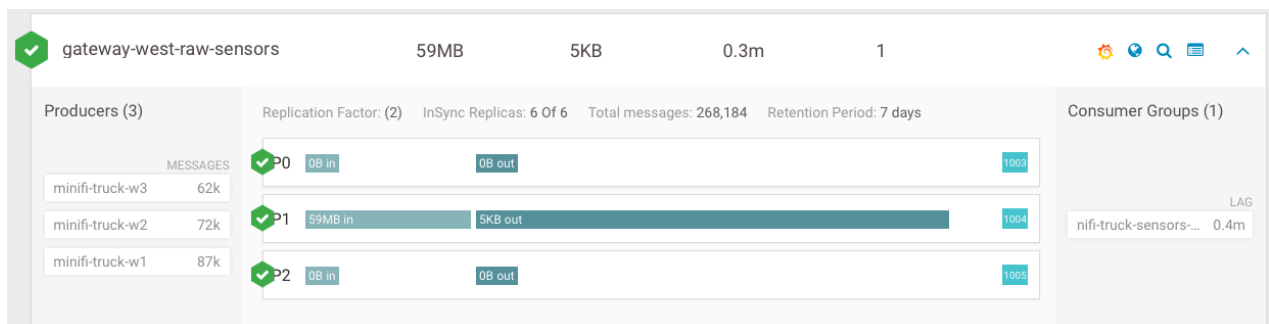 gateway-west-raw-sensors 59MB 5KB 0.3m 1
Producers (3)
MESSAGES
minifi-truck-w3 62k
minifi-truck-w2 72k
minifi-truck-w1 87k
Replication Factor: (2) InSync Replicas: 6 Of 6 Total messages: 268,184 Retention Period: 7 days
P0 0B in 0B out 1003
P1 59MB in 5KB out 1004
P2 0B in 0B out 1005
Consumer Groups (1)
LAG
nifi-truck-sensors-... 0.4m